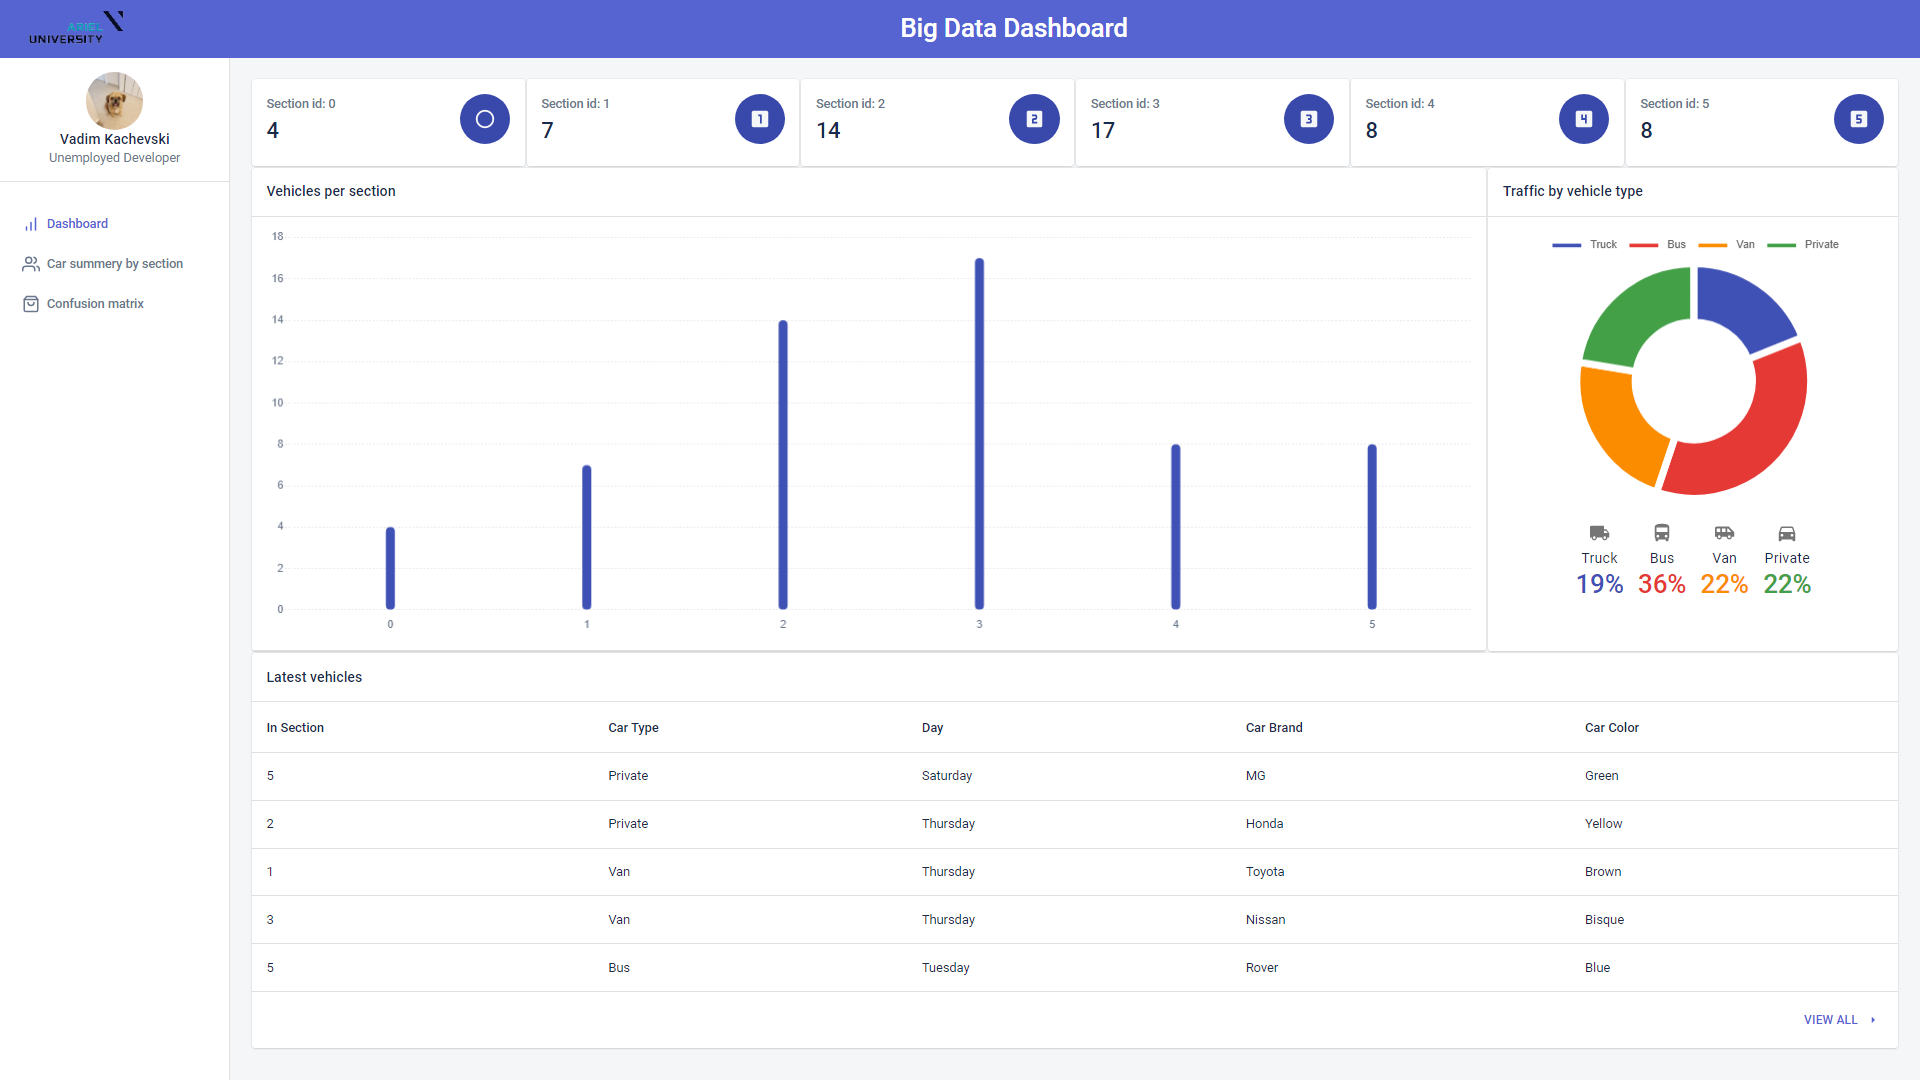 ARIEL
UNIVERSITY
Big Data Dashboard
Vadim Kachevski
Unemployed Developer
Dashboard
Car summery by section
Confusion matrix
Section id: 0
4
Section id: 1
7
1
Section id: 2
14
2
Section id: 3
17
3
Section id: 4
8
4
Section id: 5
8
5
Vehicles per section
18
16
14
12
10
8
6
4
2
0
0 1 2 3 4 5
Traffic by vehicle type
Truck Bus Van Private
Truck Bus Van Private
19% 36% 22% 22%
Latest vehicles
In Section Car Type Day Car Brand Car Color
5 Private Saturday MG Green
2 Private Thursday Honda Yellow
1 Van Thursday Toyota Brown
3 Van Thursday Nissan Bisque
5 Bus Tuesday Rover Blue
VIEW ALL